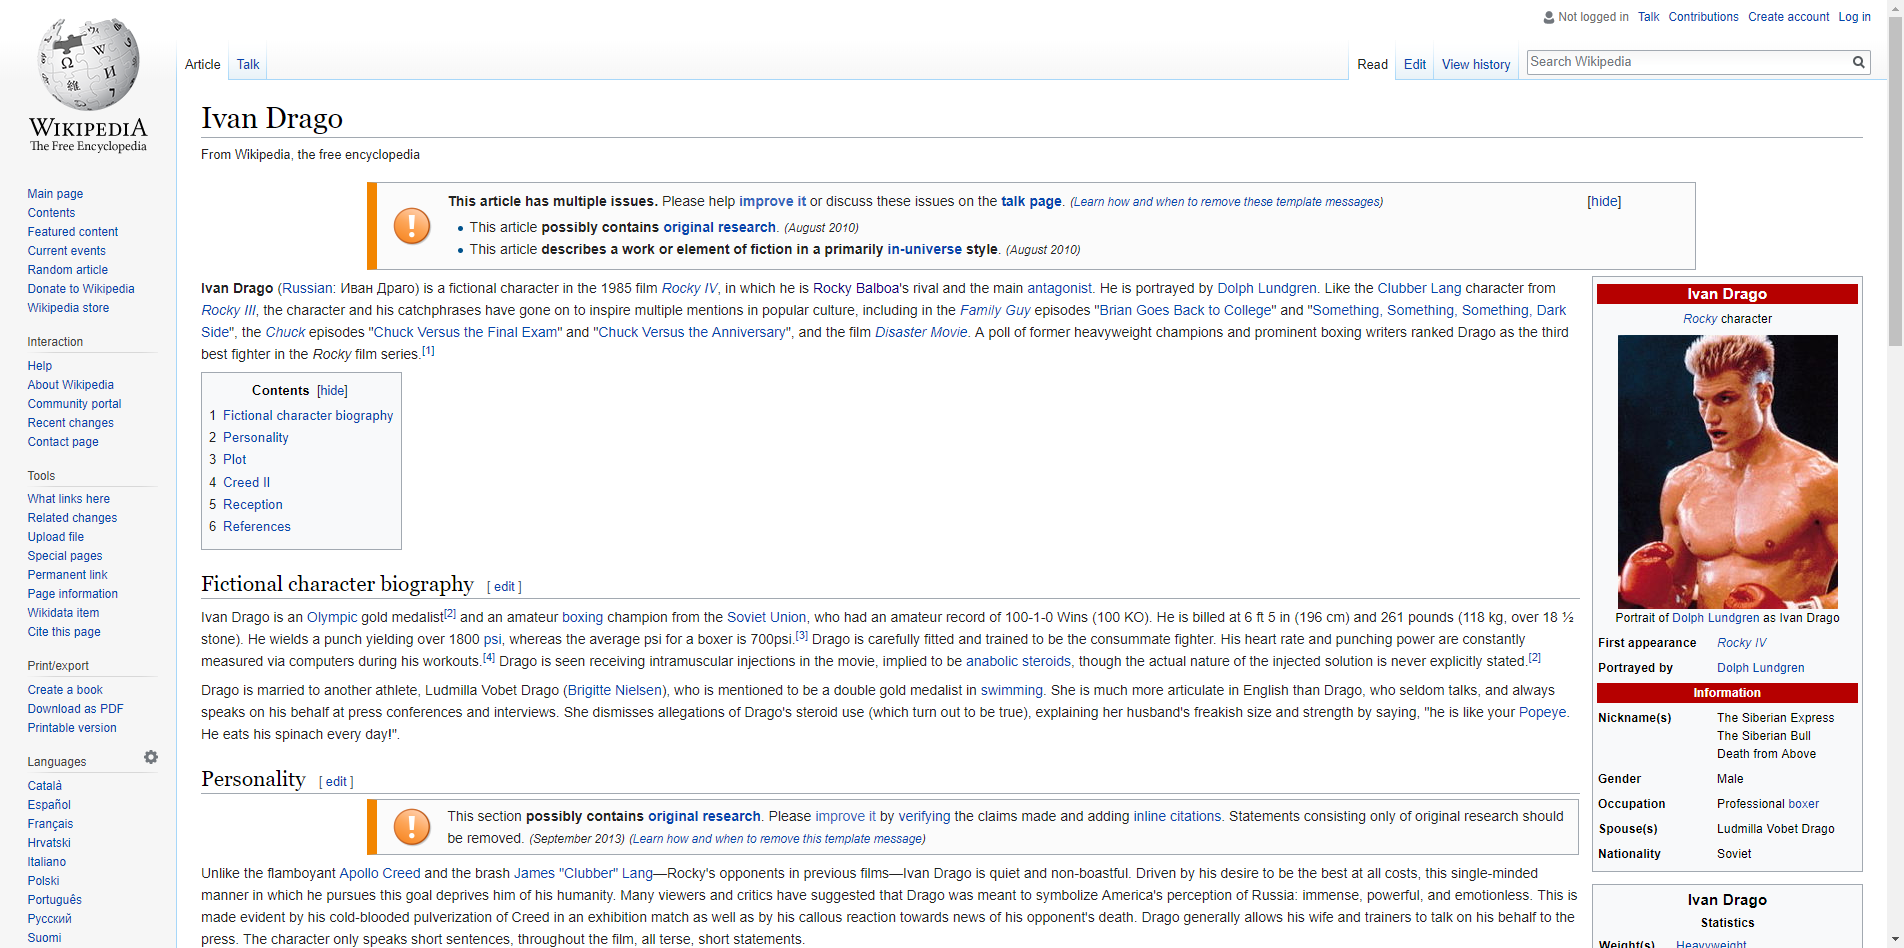 Not logged in Talk Contributions Create account Log in
Article Talk Read Edit View history Search Wikipedia
WIKIPEDIA
The Free Encyclopedia
Main page
Contents
Featured content
Current events
Random article
Donate to Wikipedia
Wikipedia store
Interaction
Help
About Wikipedia
Community portal
Recent changes
Contact page
Tools
What links here
Related changes
Upload file
Special pages
Permanent link
Page information
Wikidata item
Cite this page
Print/export
Create a book
Download as PDF
Printable version
Languages
Català
Español
Français
Hrvatski
Italiano
Polski
Português
Русский
Suomi
Ivan Drago
From Wikipedia, the free encyclopedia
This article has multiple issues. Please help improve it or discuss these issues on the talk page. (Learn how and when to remove these template messages) [hide]
• This article possibly contains original research. (August 2010)
• This article describes a work or element of fiction in a primarily in-universe style. (August 2010)
Ivan Drago (Russian: Иван Драго) is a fictional character in the 1985 film Rocky IV, in which he is Rocky Balboa's rival and the main antagonist. He is portrayed by Dolph Lundgren. Like the Clubber Lang character from
Rocky III, the character and his catchphrases have gone on to inspire multiple mentions in popular culture, including in the Family Guy episodes "Brian Goes Back to College" and "Something, Something, Something, Dark
Side", the Chuck episodes "Chuck Versus the Final Exam" and "Chuck Versus the Anniversary", and the film Disaster Movie. A poll of former heavyweight champions and prominent boxing writers ranked Drago as the third
best fighter in the Rocky film series.[1]
Contents [hide]
1 Fictional character biography
2 Personality
3 Plot
4 Creed II
5 Reception
6 References
Fictional character biography [ edit ]
Ivan Drago is an Olympic gold medalist[2] and an amateur boxing champion from the Soviet Union, who had an amateur record of 100-1-0 Wins (100 KO). He is billed at 6 ft 5 in (196 cm) and 261 pounds (118 kg, over 18 ½
stone). He wields a punch yielding over 1800 psi, whereas the average psi for a boxer is 700psi.[3] Drago is carefully fitted and trained to be the consummate fighter. His heart rate and punching power are constantly
measured via computers during his workouts.[4] Drago is seen receiving intramuscular injections in the movie, implied to be anabolic steroids, though the actual nature of the injected solution is never explicitly stated.[2]
Drago is married to another athlete, Ludmilla Vobet Drago (Brigitte Nielsen), who is mentioned to be a double gold medalist in swimming. She is much more articulate in English than Drago, who seldom talks, and always
speaks on his behalf at press conferences and interviews. She dismisses allegations of Drago's steroid use (which turn out to be true), explaining her husband's freakish size and strength by saying, "he is like your Popeye.
He eats his spinach every day!".
Personality [ edit ]
This section possibly contains original research. Please improve it by verifying the claims made and adding inline citations. Statements consisting only of original research should
be removed. (September 2013) (Learn how and when to remove this template message)
Unlike the flamboyant Apollo Creed and the brash James "Clubber" Lang—Rocky's opponents in previous films—Ivan Drago is quiet and non-boastful. Driven by his desire to be the best at all costs, this single-minded
manner in which he pursues this goal deprives him of his humanity. Many viewers and critics have suggested that Drago was meant to symbolize America's perception of Russia: immense, powerful, and emotionless. This is
made evident by his cold-blooded pulverization of Creed in an exhibition match as well as by his callous reaction towards news of his opponent's death. Drago generally allows his wife and trainers to talk on his behalf to the
press. The character only speaks short sentences, throughout the film, all terse, short statements.
Ivan Drago
Rocky character
Portrait of Dolph Lundgren as Ivan Drago
First appearance Rocky IV
Portrayed by Dolph Lundgren
Information
Nickname(s) The Siberian Express
The Siberian Bull
Death from Above
Gender Male
Occupation Professional boxer
Spouse(s) Ludmilla Vobet Drago
Nationality Soviet
Ivan Drago
Statistics
Weight(s) Heavyweight